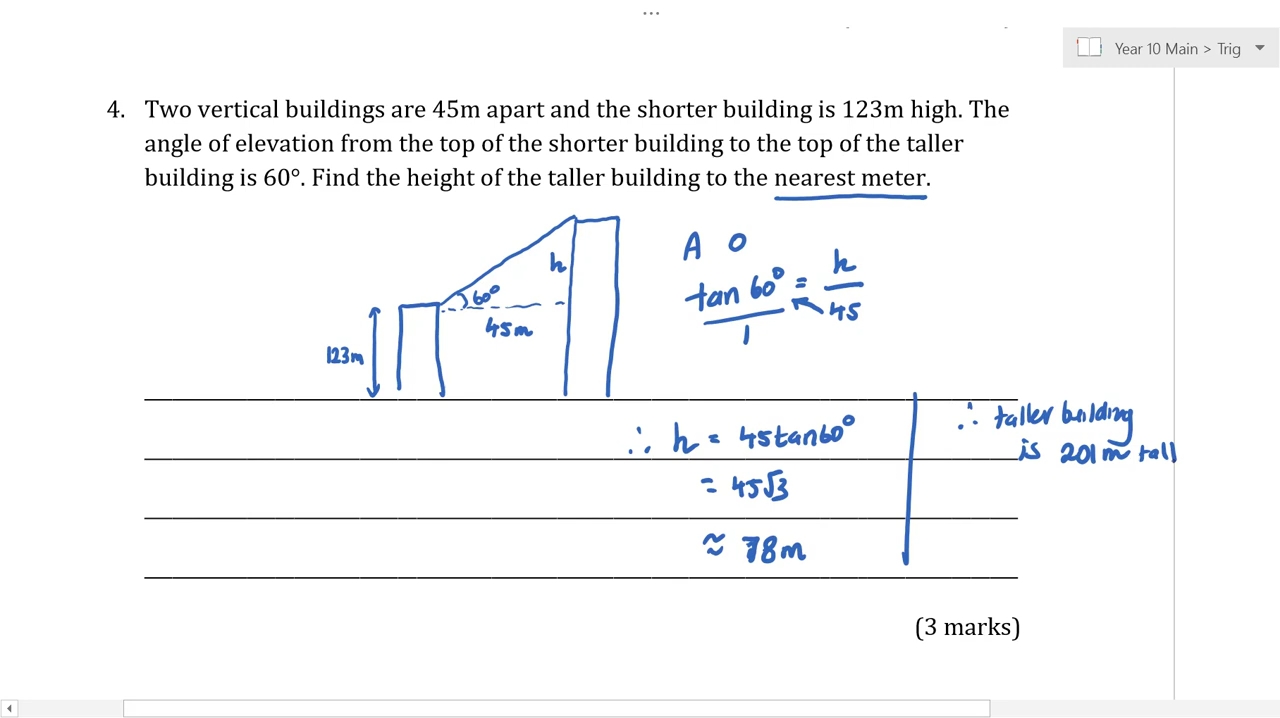 Year 10 Main > Trig
4. Two vertical buildings are 45m apart and the shorter building is 123m high. The
angle of elevation from the top of the shorter building to the top of the taller
building is 60°. Find the height of the taller building to the nearest meter.
h
60°
45m
123m
A O
tan 60° = h
45
1
∴ h = 45tan60°
= 45√3
≈ 78m
∴ taller building
is 201m tall
(3 marks)